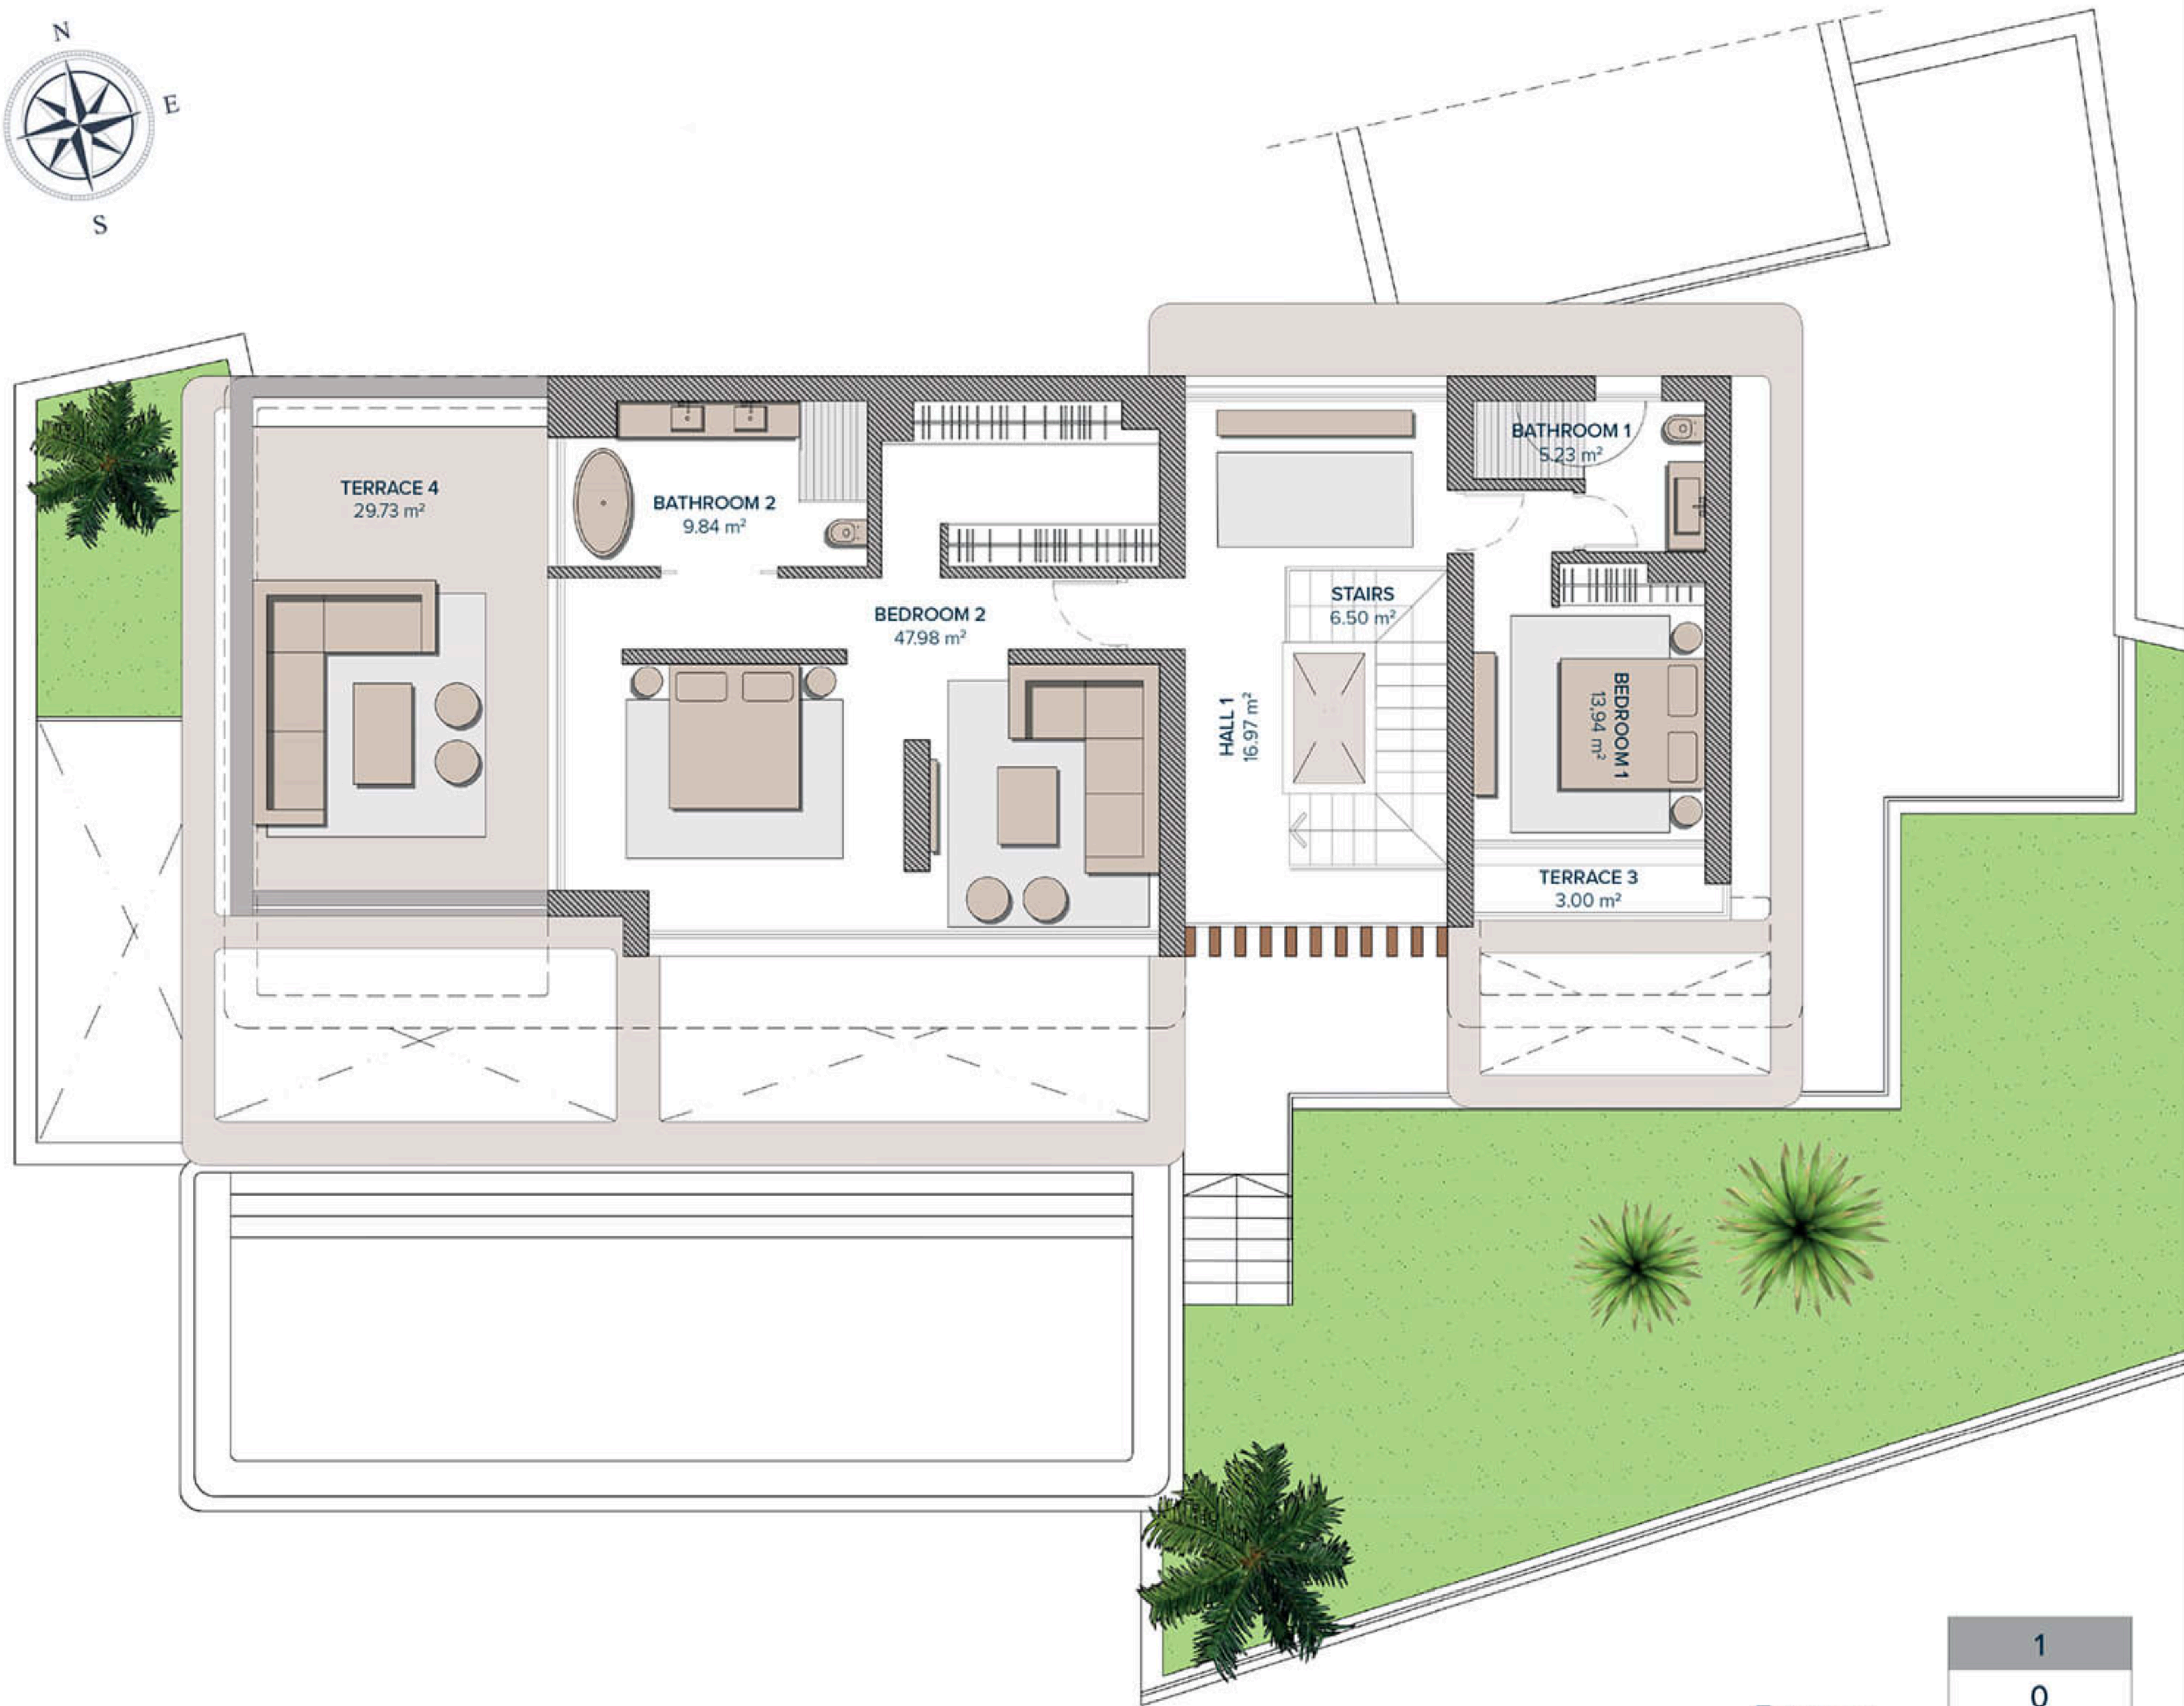 N
E
S
TERRACE 4
29.73 m²
BATHROOM 2
9.84 m²
BEDROOM 2
47.98 m²
STAIRS
6.50 m²
HALL 1
16.97 m²
BATHROOM 1
5.23 m²
BEDROOM 1
13,94 m²
TERRACE 3
3.00 m²
1
0